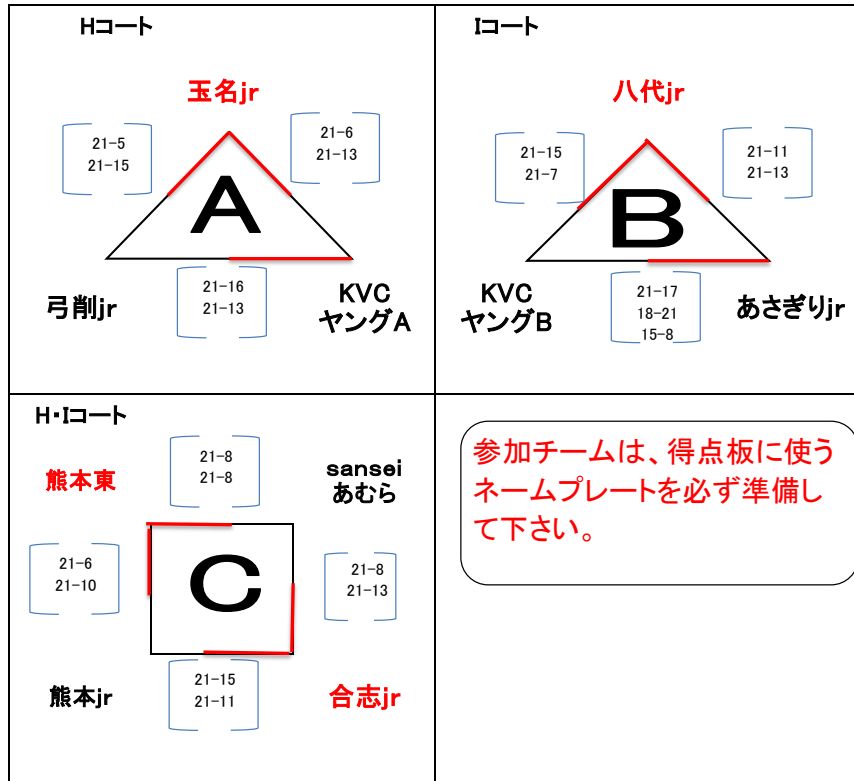 Hコート
玉名jr
21-5
21-15
21-6
21-13
A
弓削jr
21-16
21-13
KVC
ヤングA
Iコート
八代jr
21-15
21-7
21-11
21-13
B
KVC
ヤングB
21-17
18-21
15-8
あさぎりjr
H・Iコート
熊本東
21-8
21-8
sansei
あむら
21-6
21-10
C
21-8
21-13
熊本jr
21-15
21-11
合志jr
参加チームは、得点板に使う
ネームプレートを必ず準備し
て下さい。